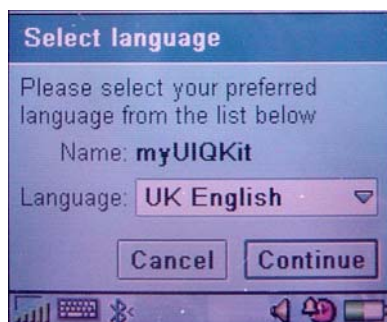 Select language
Please select your preferred
language from the list below
Name: myUIQKit
Language: UK English
Cancel Continue